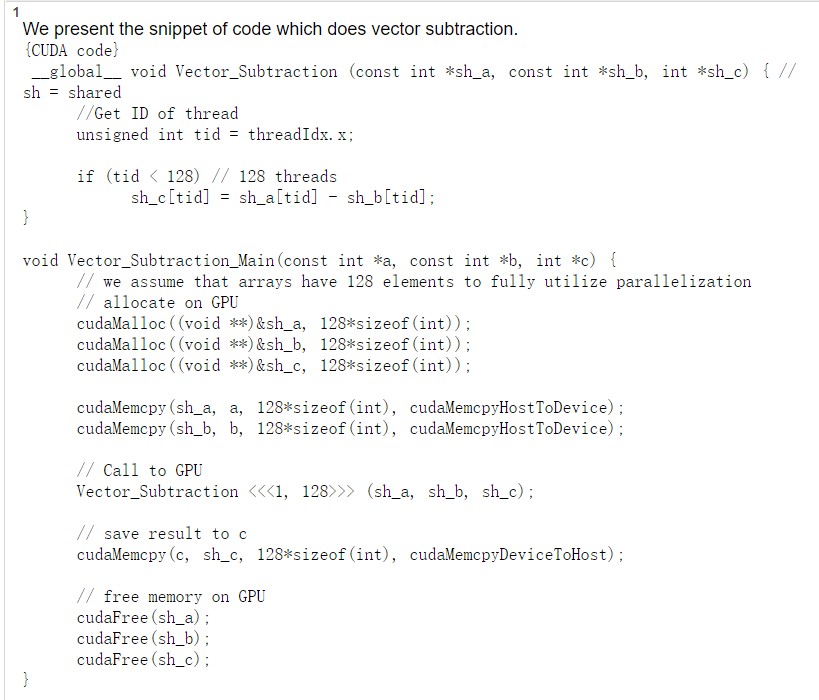 1
We present the snippet of code which does vector subtraction.
{CUDA code}
__global__ void Vector_Subtraction (const int *sh_a, const int *sh_b, int *sh_c) { //
sh = shared
//Get ID of thread
unsigned int tid = threadIdx.x;
if (tid < 128) // 128 threads
sh_c[tid] = sh_a[tid] - sh_b[tid];
}
void Vector_Subtraction_Main(const int *a, const int *b, int *c) {
// we assume that arrays have 128 elements to fully utilize parallelization
// allocate on GPU
cudaMalloc((void **)&sh_a, 128*sizeof(int));
cudaMalloc((void **)&sh_b, 128*sizeof(int));
cudaMalloc((void **)&sh_c, 128*sizeof(int));
cudaMemcpy(sh_a, a, 128*sizeof(int), cudaMemcpyHostToDevice);
cudaMemcpy(sh_b, b, 128*sizeof(int), cudaMemcpyHostToDevice);
// Call to GPU
Vector_Subtraction <<<1, 128>>> (sh_a, sh_b, sh_c);
// save result to c
cudaMemcpy(c, sh_c, 128*sizeof(int), cudaMemcpyDeviceToHost);
// free memory on GPU
cudaFree(sh_a);
cudaFree(sh_b);
cudaFree(sh_c);
}